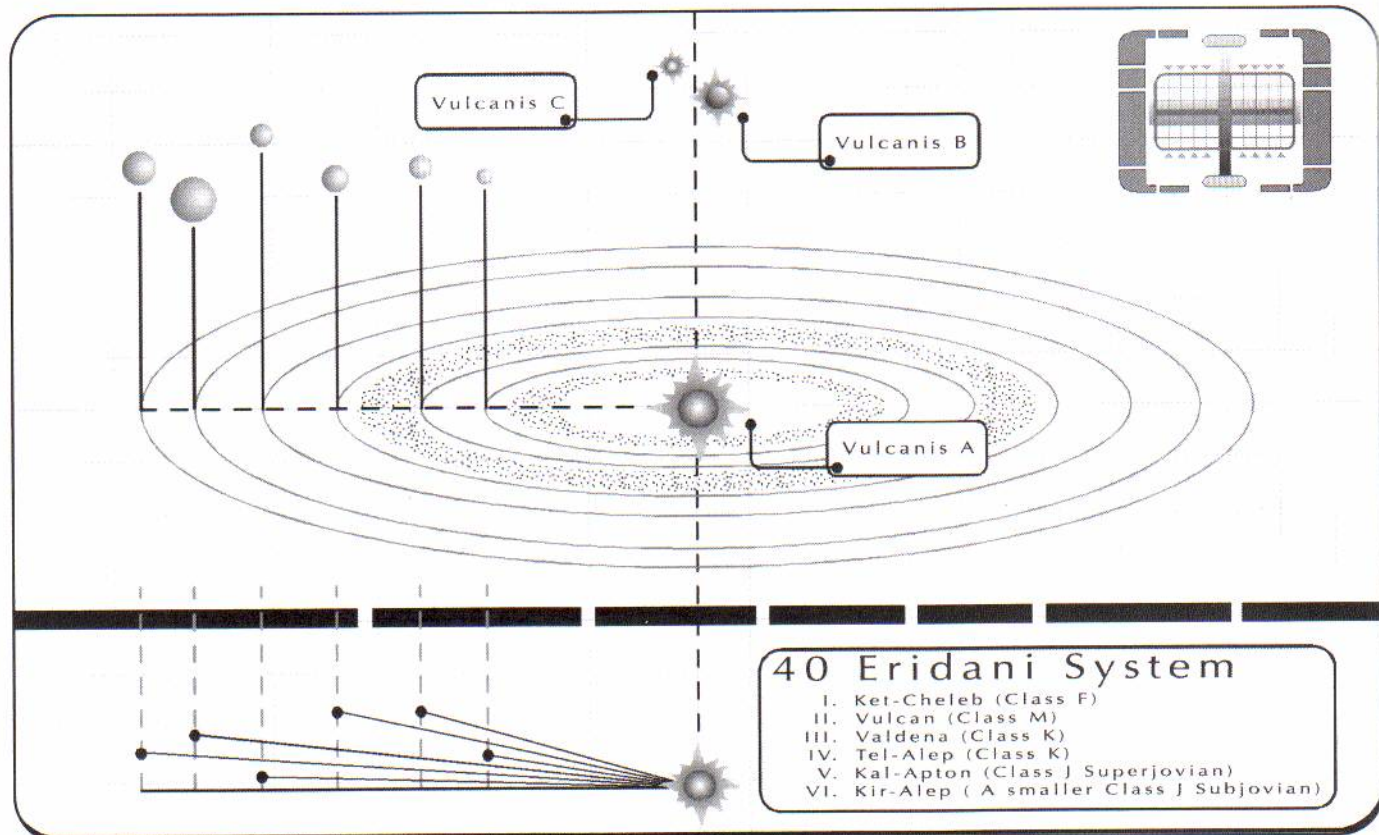 Vulcanis C
Vulcanis B
Vulcanis A
40 Eridani System
I. Ket-Cheleb (Class F)
II. Vulcan (Class M)
III. Valdena (Class K)
IV. Tel-Alep (Class K)
V. Kal-Apton (Class J Superjovian)
VI. Kir-Alep ( A smaller Class J Subjovian)